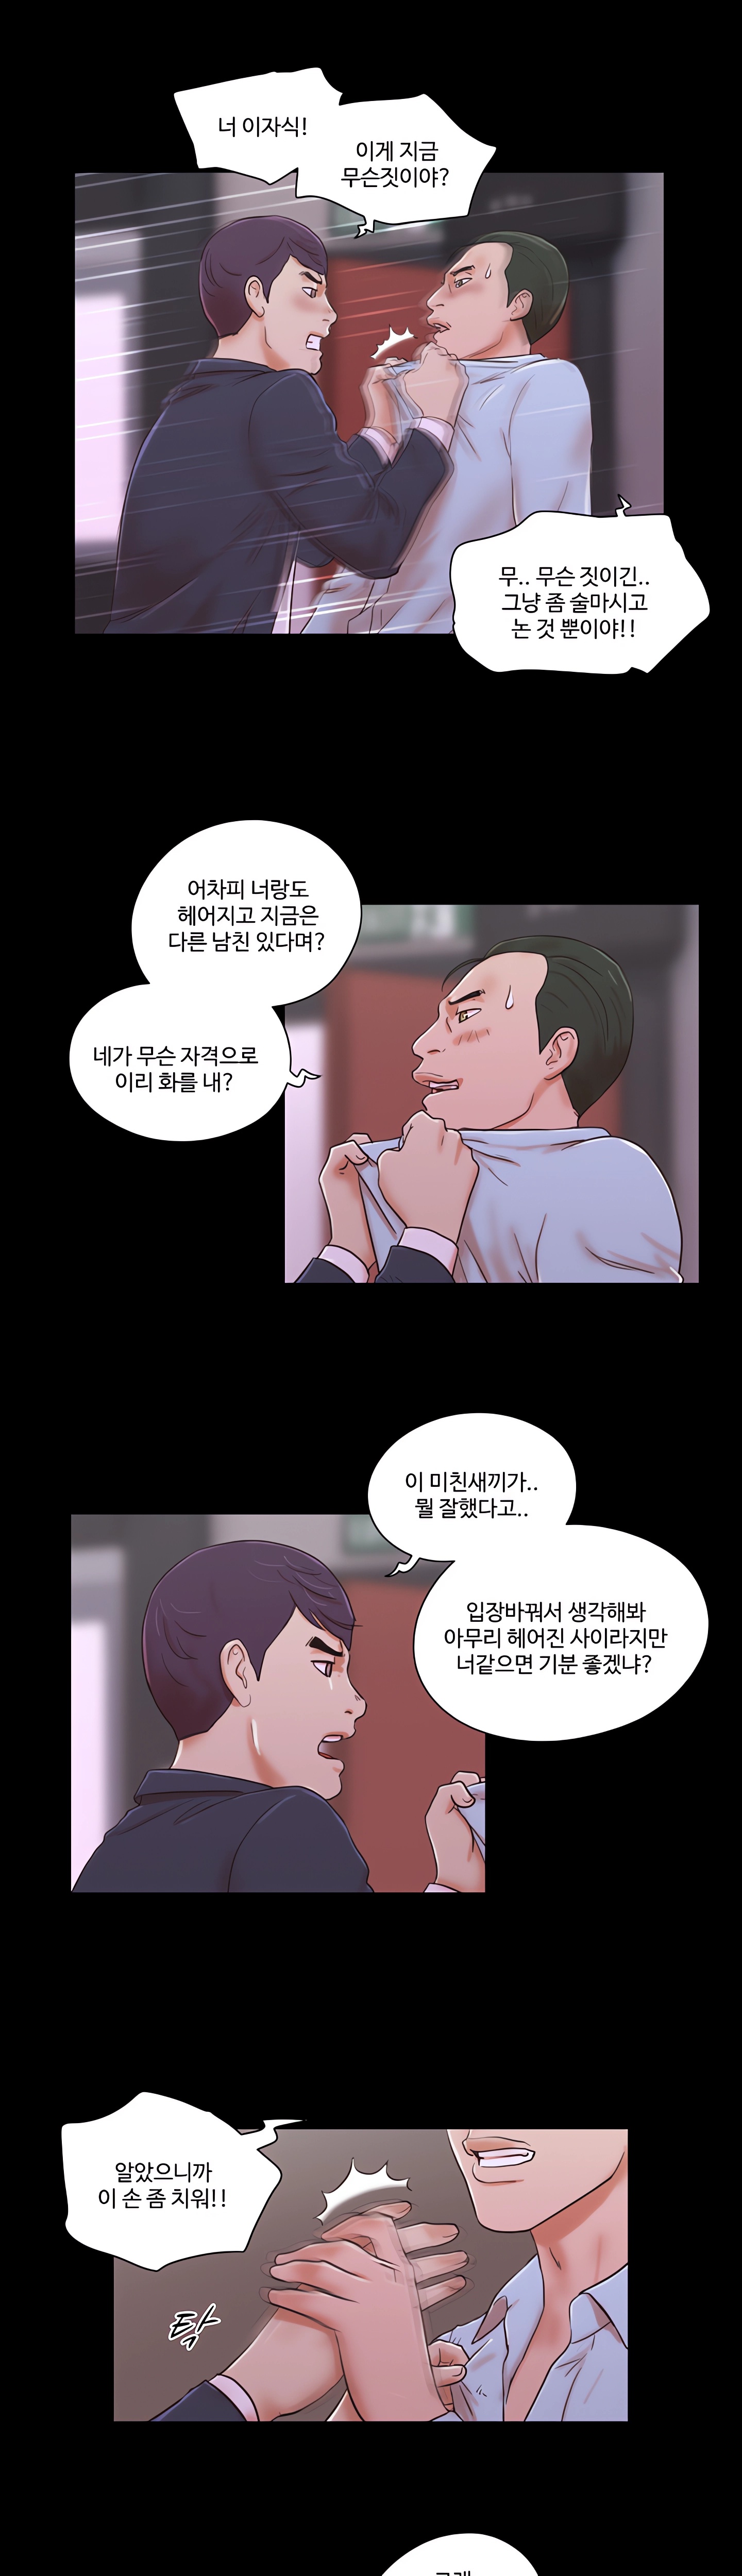 너 이자식!
이게 지금
무슨짓이야?
무.. 무슨 짓이긴..
그냥 좀 술마시고
논 것 뿐이야!!
어차피 너랑도
헤어지고 지금은
다른 남친 있다며?
네가 무슨 자격으로
이리 화를 내?
이 미친새끼가..
뭘 잘했다고..
입장바꿔서 생각해봐
아무리 헤어진 사이라지만
너같으면 기분 좋겠냐?
알았으니까
이 손 좀 치워!!
탁